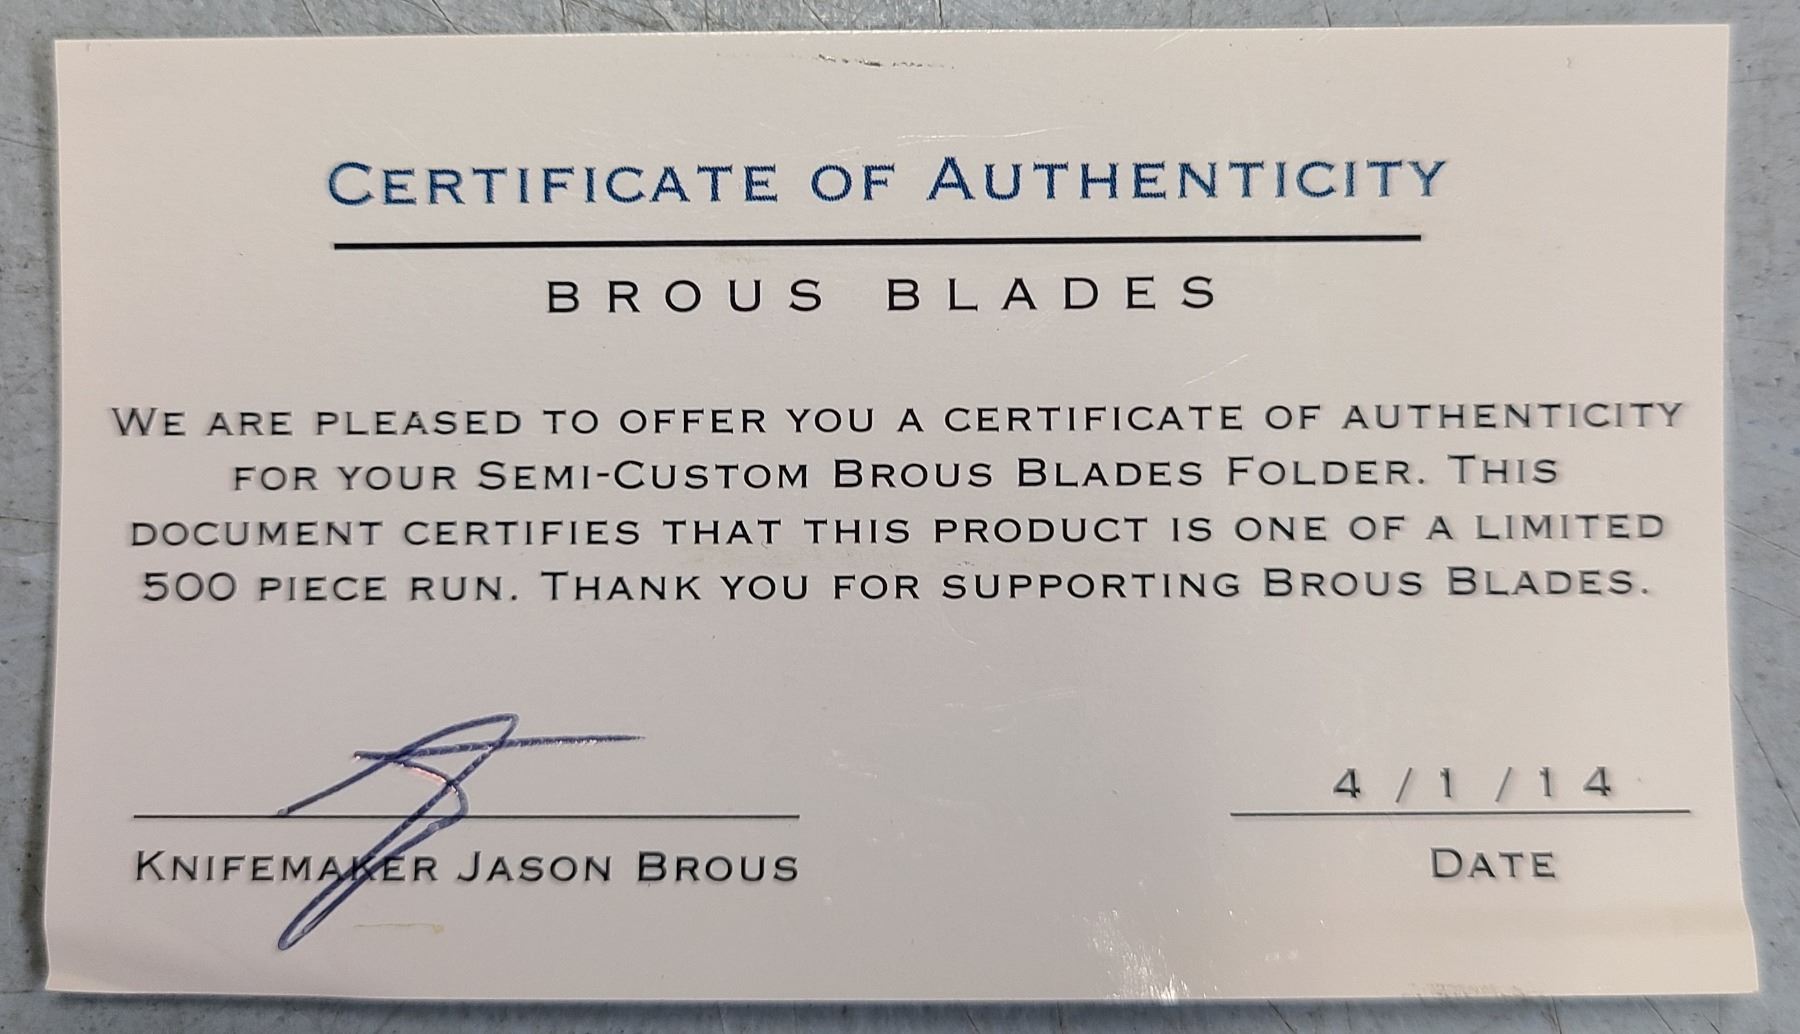 Certificate of Authenticity
BROUS BLADES
We are pleased to offer you a certificate of authenticity
for your Semi-Custom Brous Blades Folder. This
document certifies that this product is one of a limited
500 piece run. Thank you for supporting Brous Blades.
4 / 1 / 14
Knifemaker Jason Brous
Date